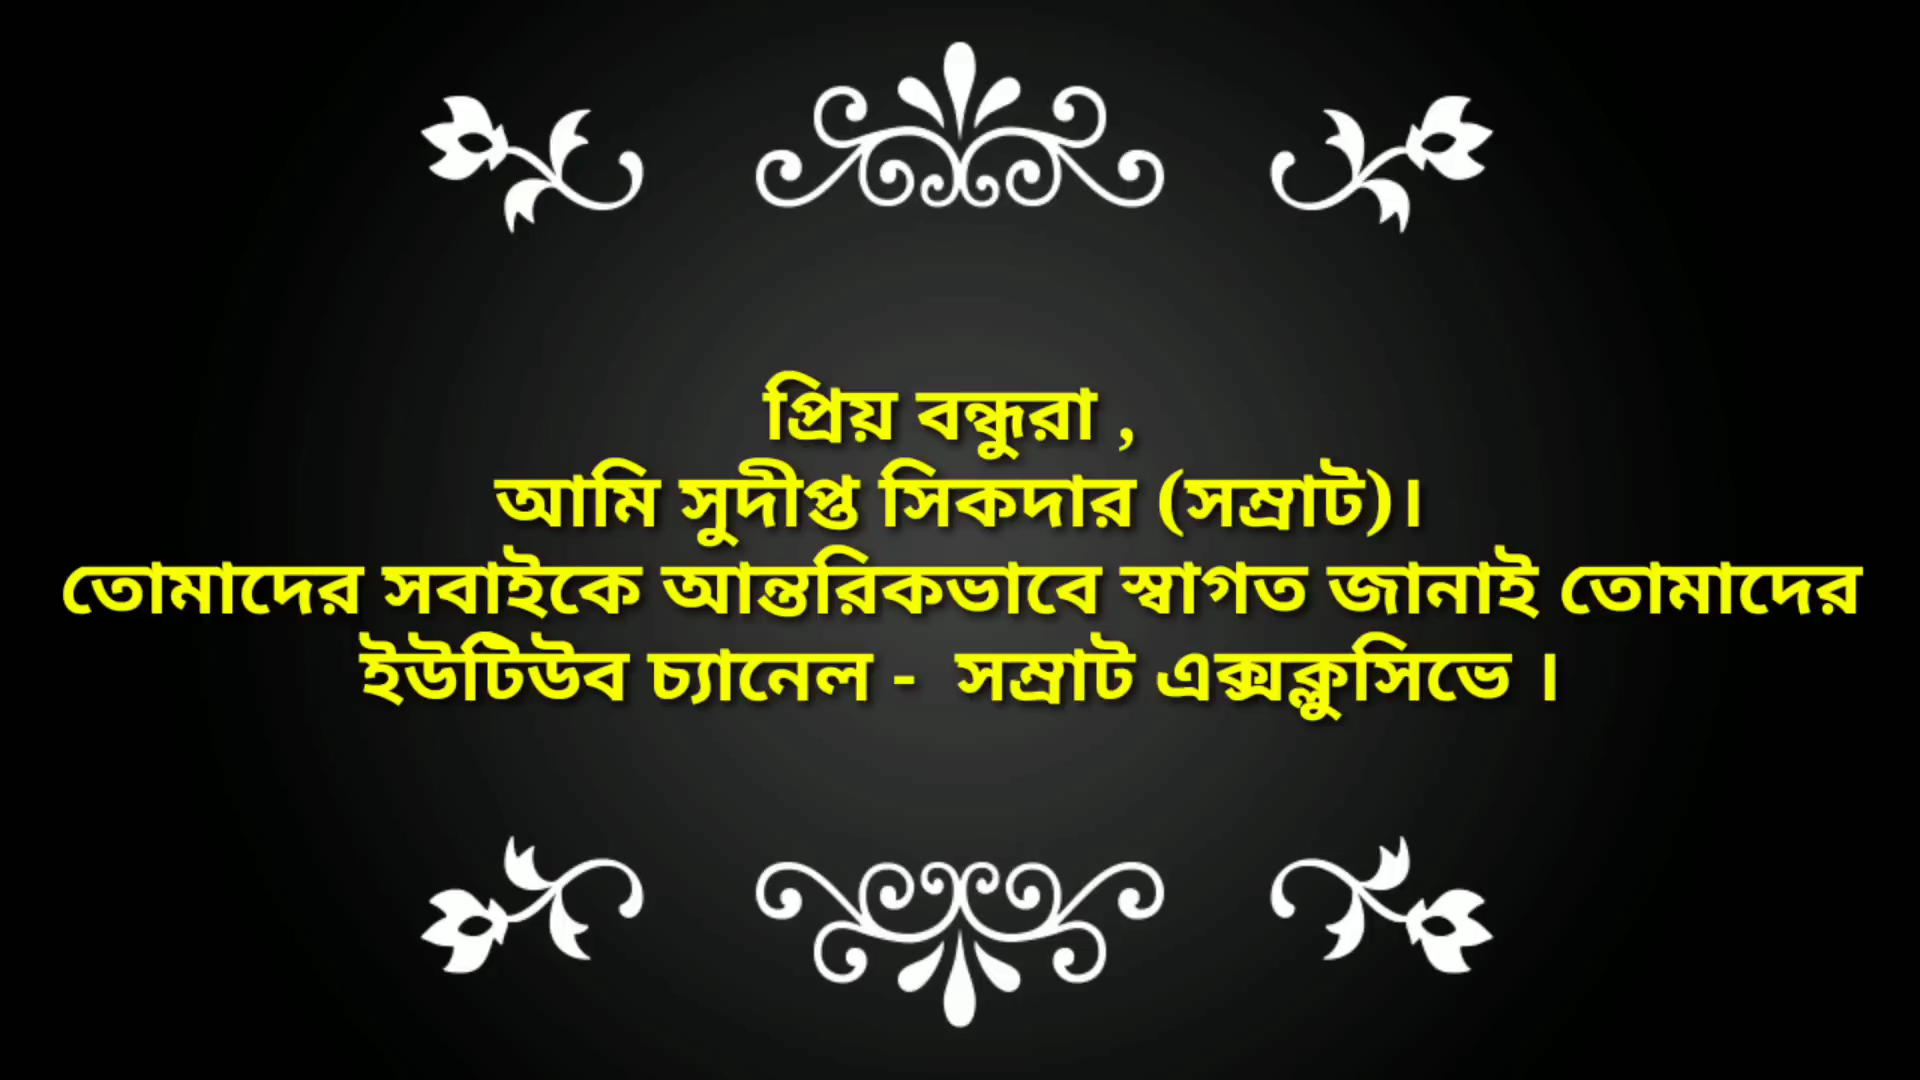 প্রিয় বন্ধুরা ,
আমি সুদীপ্ত সিকদার (সম্রাট)।
তোমাদের সবাইকে আন্তরিকভাবে স্বাগত জানাই তোমাদের
ইউটিউব চ্যানেল -  সম্রাট এক্সক্লুসিভে ।